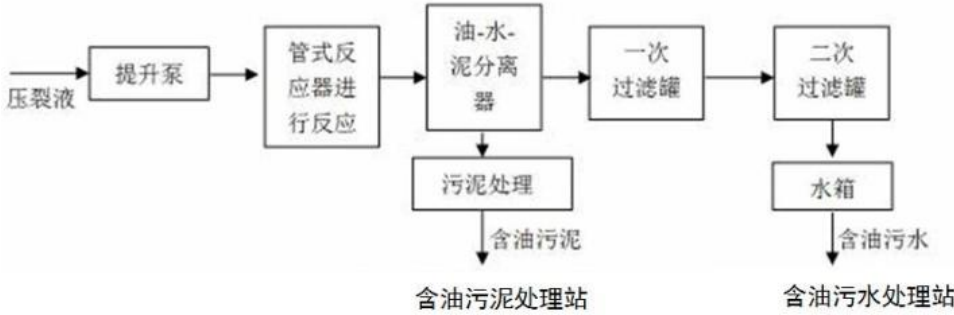 压裂液
提升泵
管式反
应器进
行反应
油-水-
泥分离
器
一次
过滤罐
二次
过滤罐
污泥处理
水箱
含油污泥
含油污水
含油污泥处理站
含油污水处理站